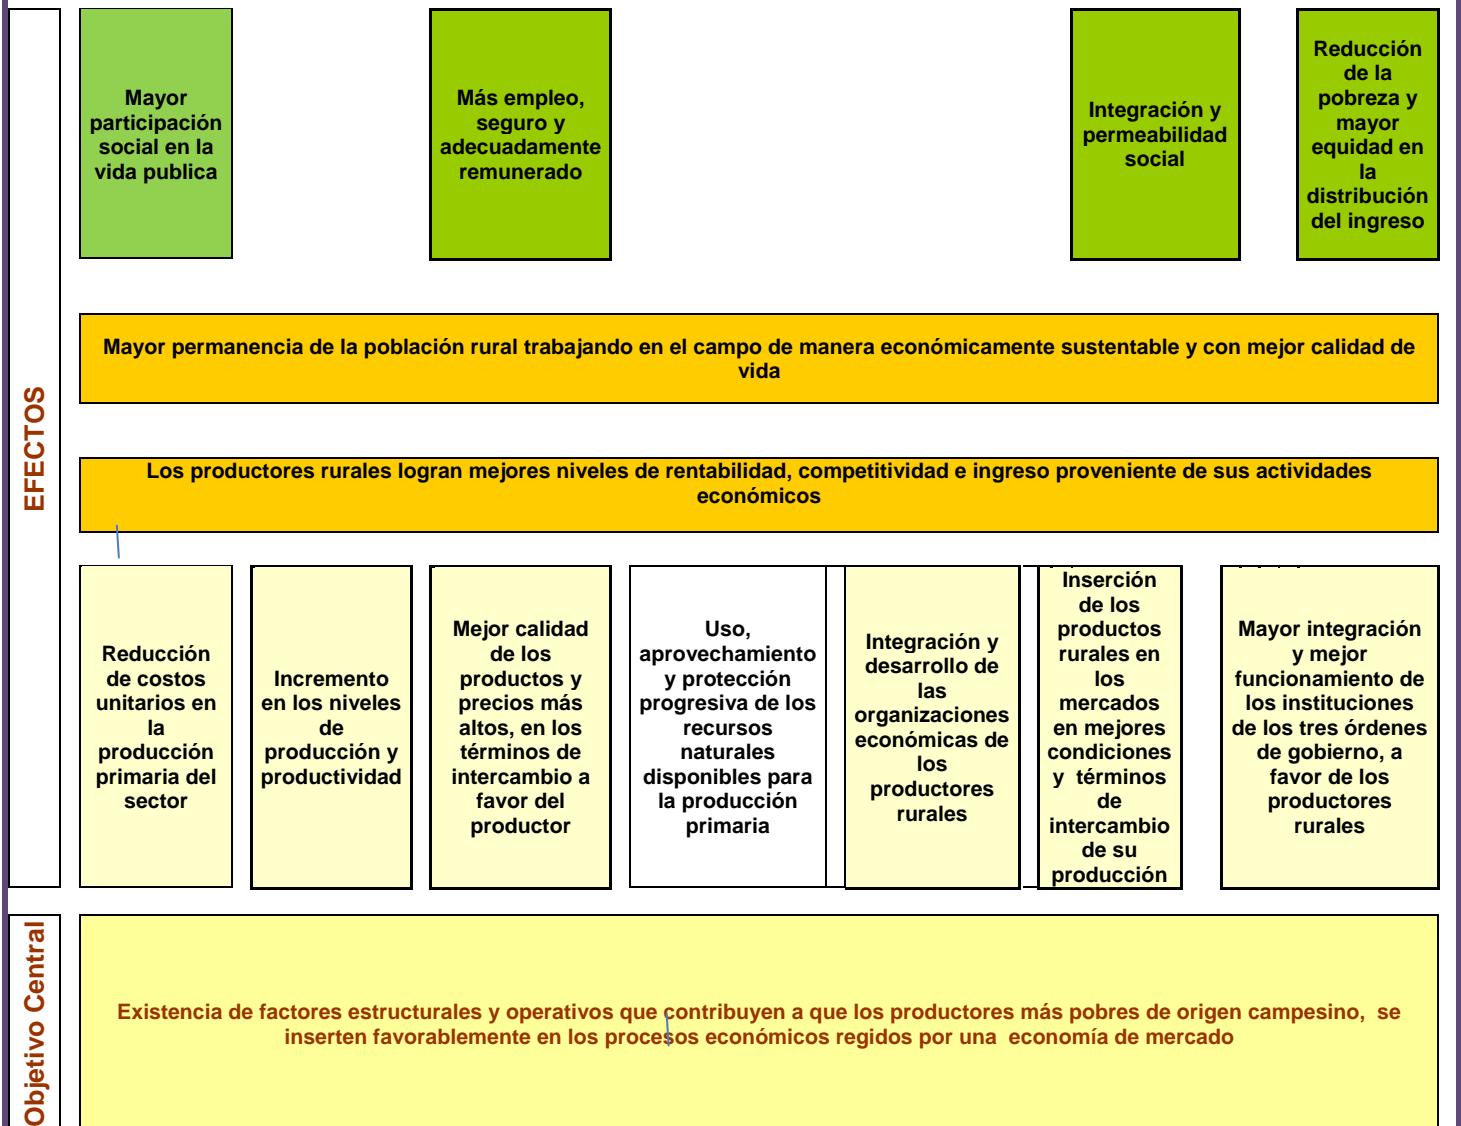 EFECTOS
Mayor
participación
social en la
vida publica
Más empleo,
seguro y
adecuadamente
remunerado
Integración y
permeabilidad
social
Reducción
de la
pobreza y
mayor
equidad en
la
distribución
del ingreso
Mayor permanencia de la población rural trabajando en el campo de manera económicamente sustentable y con mejor calidad de
vida
Los productores rurales logran mejores niveles de rentabilidad, competitividad e ingreso proveniente de sus actividades
económicos
Reducción
de costos
unitarios en
la
producción
primaria del
sector
Incremento
en los niveles
de
producción y
productividad
Mejor calidad
de los
productos y
precios más
altos, en los
términos de
intercambio a
favor del
productor
Uso,
aprovechamiento
y protección
progresiva de los
recursos
naturales
disponibles para
la producción
primaria
Integración y
desarrollo de
las
organizaciones
económicas de
los
productores
rurales
Inserción
de los
productos
rurales en
los
mercados
en mejores
condiciones
y términos
de
intercambio
de su
producción
Mayor integración
y mejor
funcionamiento de
los instituciones
de los tres órdenes
de gobierno, a
favor de los
productores
rurales
Objetivo Central
Existencia de factores estructurales y operativos que contribuyen a que los productores más pobres de origen campesino, se
inserten favorablemente en los procesos económicos regidos por una economía de mercado